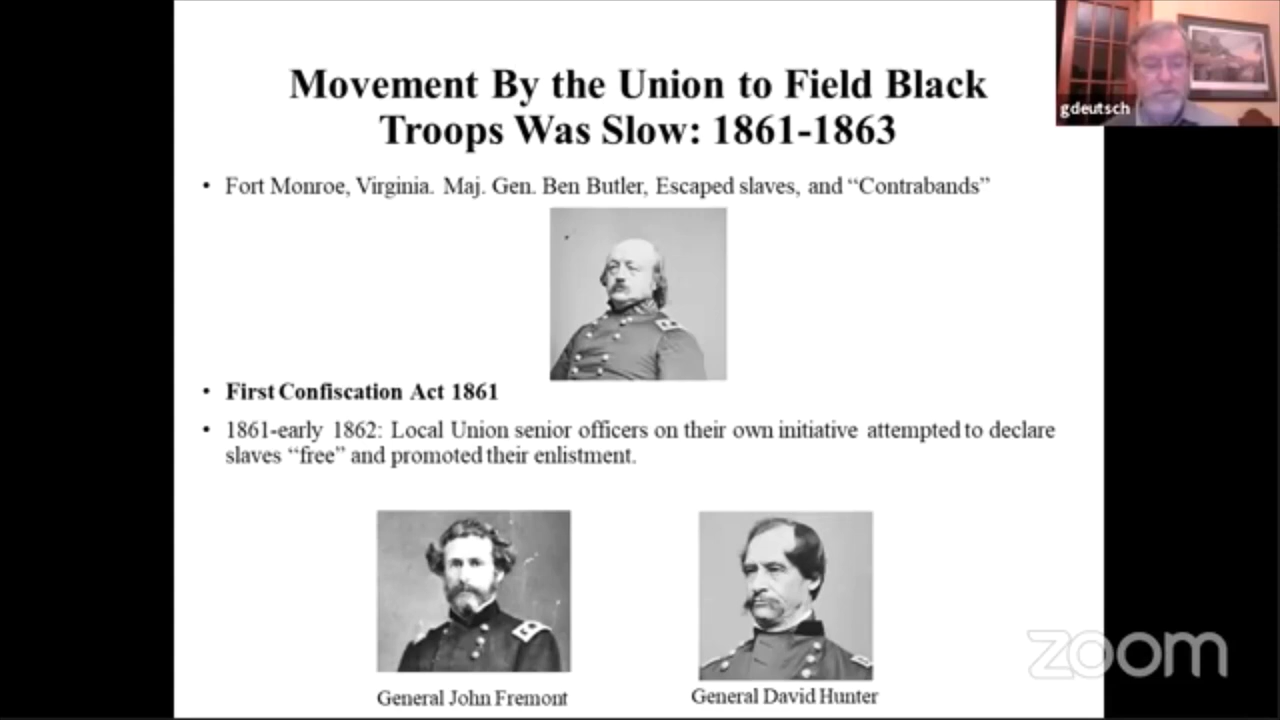 Movement By the Union to Field Black
Troops Was Slow: 1861-1863
gdeutsch
• Fort Monroe, Virginia. Maj. Gen. Ben Butler, Escaped slaves, and “Contrabands”
• First Confiscation Act 1861
• 1861-early 1862: Local Union senior officers on their own initiative attempted to declare
slaves “free” and promoted their enlistment.
General John Fremont
General David Hunter
zoom